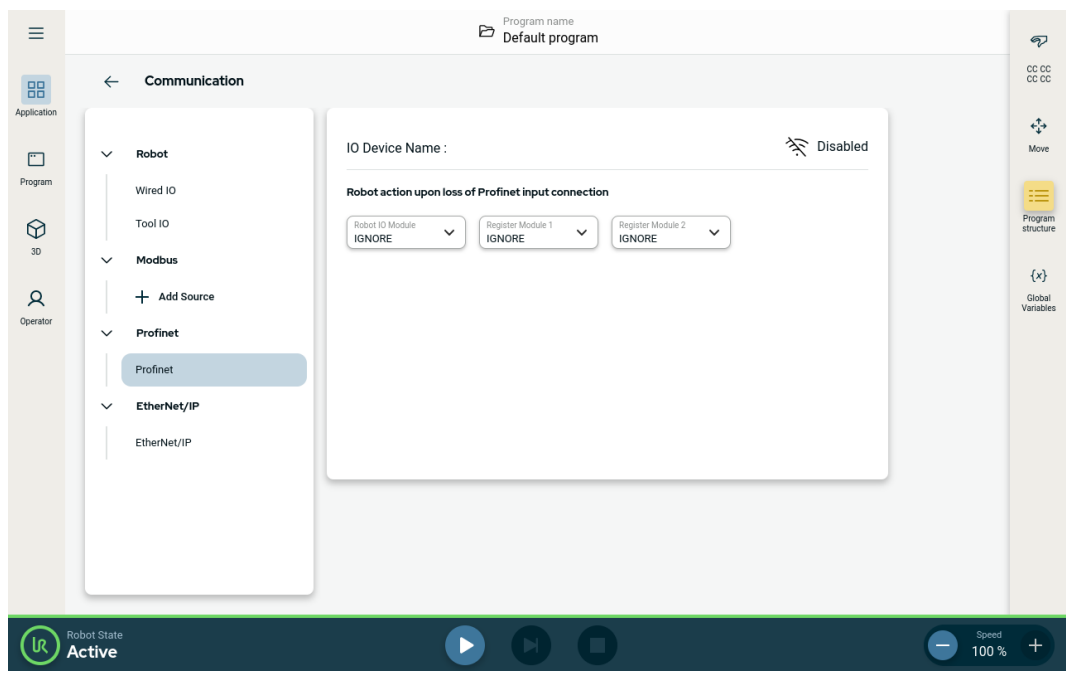 Program name
Default program
Communication
Application
Program
3D
Operator
Robot
Wired IO
Tool IO
Modbus
Add Source
Profinet
Profinet
EtherNet/IP
EtherNet/IP
IO Device Name :
Disabled
Robot action upon loss of Profinet input connection
Robot IO Module
IGNORE
Register Module 1
IGNORE
Register Module 2
IGNORE
CC CC
CC CC
Move
Program
structure
{x}
Global
Variables
UR
Robot State
Active
Speed
100 %